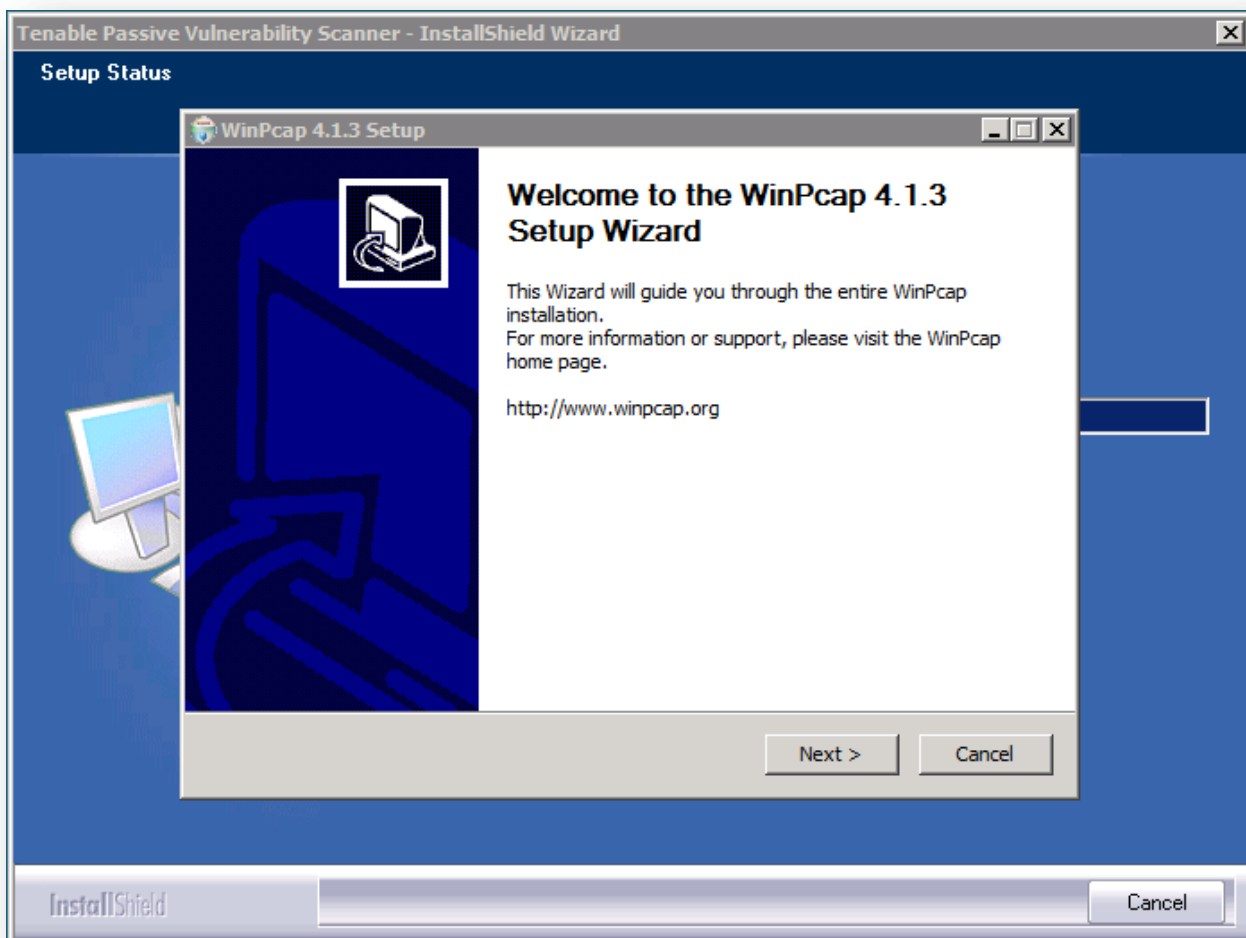 Tenable Passive Vulnerability Scanner - InstallShield Wizard
Setup Status
WinPcap 4.1.3 Setup
Welcome to the WinPcap 4.1.3
Setup Wizard
This Wizard will guide you through the entire WinPcap
installation.
For more information or support, please visit the WinPcap
home page.
http://www.winpcap.org
Next >
Cancel
InstallShield
Cancel